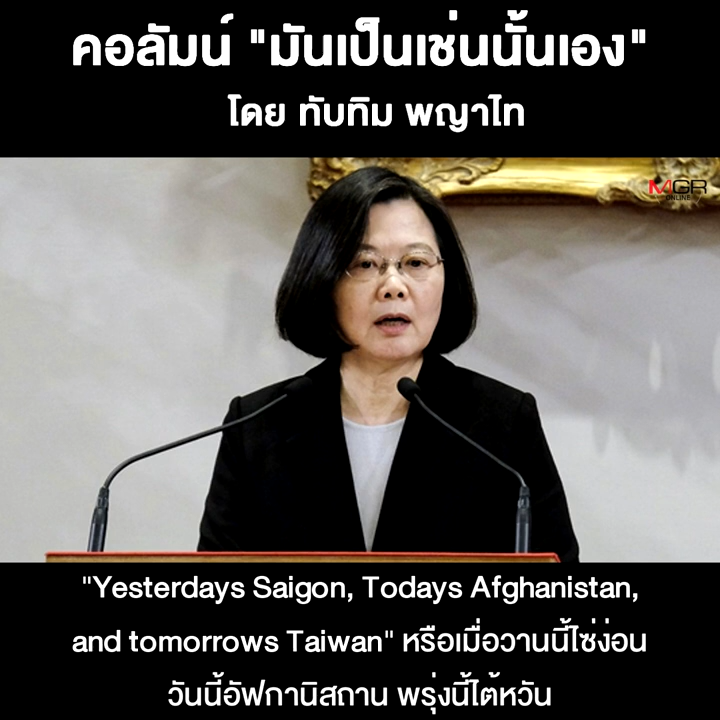 คอลัมน์ "มันเป็นเช่นนั้นเอง"
โดย ทับทิม พญาไท
MGR
ONLINE
"Yesterdays Saigon, Todays Afghanistan,
and tomorrows Taiwan" หรือเมื่อวานนี้ไซ่ง่อน
วันนี้อัฟกานิสถาน พรุ่งนี้ไต้หวัน